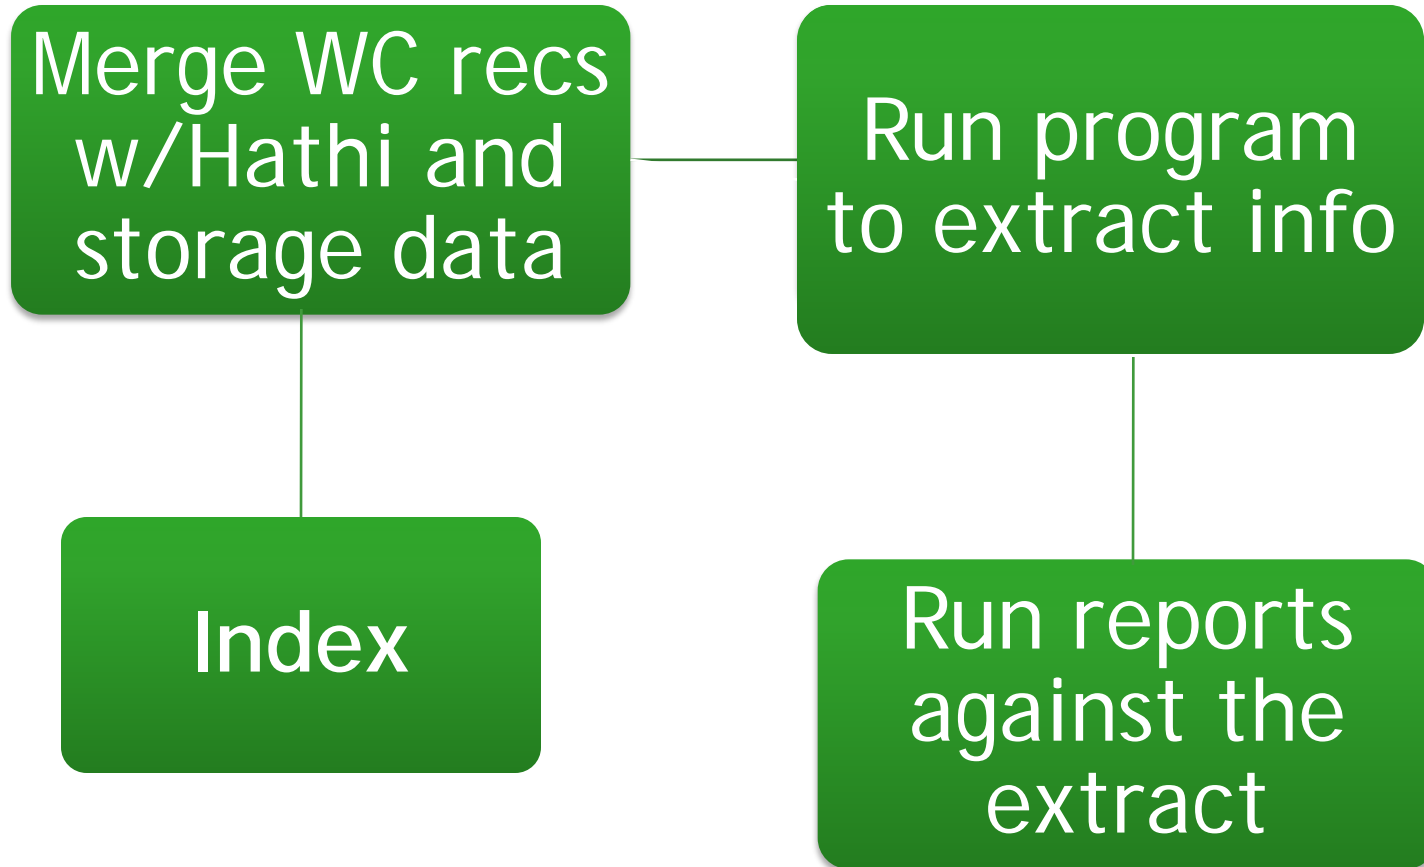 Merge WC recs
w/Hathi and
storage data
Run program
to extract info
Index
Run reports
against the
extract